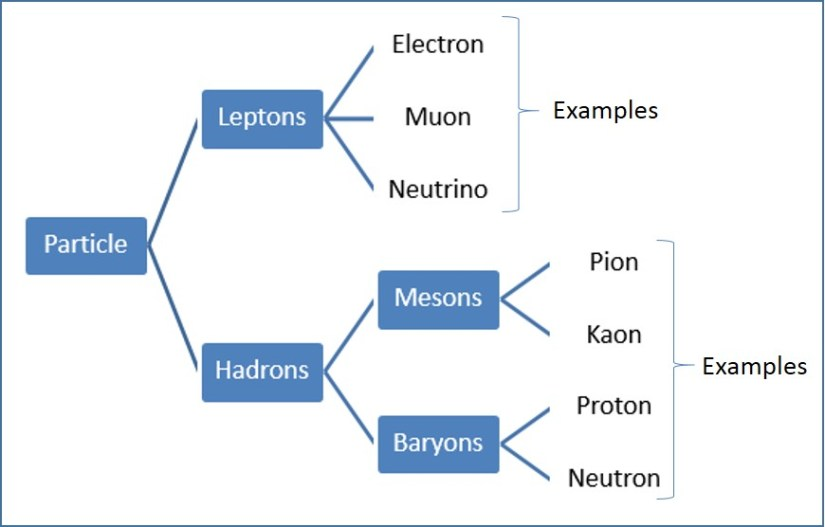 Electron
Leptons
Muon
Examples
Neutrino
Particle
Hadrons
Mesons
Pion
Kaon
Baryons
Proton
Neutron
Examples